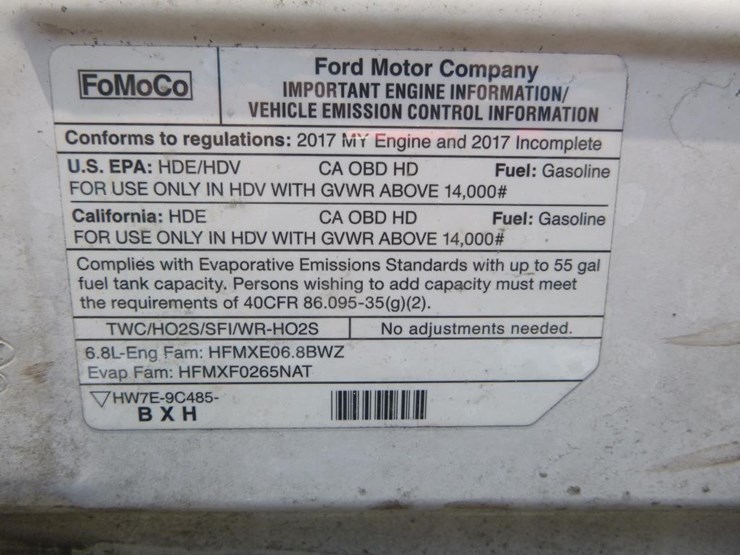 FoMoCo
Ford Motor Company
IMPORTANT ENGINE INFORMATION/
VEHICLE EMISSION CONTROL INFORMATION
Conforms to regulations: 2017 MY Engine and 2017 Incomplete
U.S. EPA: HDE/HDV CA OBD HD Fuel: Gasoline
FOR USE ONLY IN HDV WITH GVWR ABOVE 14,000#
California: HDE CA OBD HD Fuel: Gasoline
FOR USE ONLY IN HDV WITH GVWR ABOVE 14,000#
Complies with Evaporative Emissions Standards with up to 55 gal
fuel tank capacity. Persons wishing to add capacity must meet
the requirements of 40CFR 86.095-35(g)(2).
TWC/HO2S/SFI/WR-HO2S No adjustments needed.
6.8L-Eng Fam: HFMXE06.8BWZ
Evap Fam: HFMXF0265NAT
HW7E-9C485-
BXH